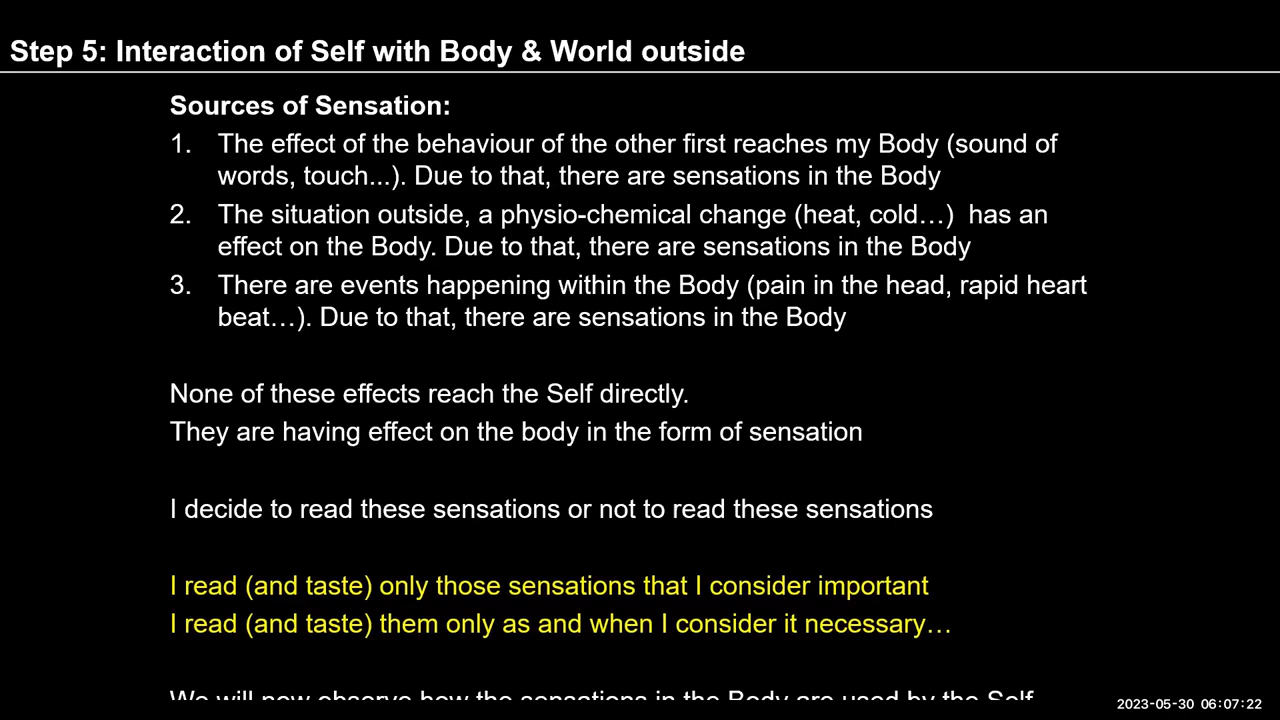 Step 5: Interaction of Self with Body & World outside
Sources of Sensation:
1. The effect of the behaviour of the other first reaches my Body (sound of
words, touch...). Due to that, there are sensations in the Body
2. The situation outside, a physio-chemical change (heat, cold…)  has an
effect on the Body. Due to that, there are sensations in the Body
3. There are events happening within the Body (pain in the head, rapid heart
beat…). Due to that, there are sensations in the Body
None of these effects reach the Self directly.
They are having effect on the body in the form of sensation
I decide to read these sensations or not to read these sensations
I read (and taste) only those sensations that I consider important
I read (and taste) them only as and when I consider it necessary…
We will now observe how the sensations in the Body are used by the Self
2023-05-30 06:07:22